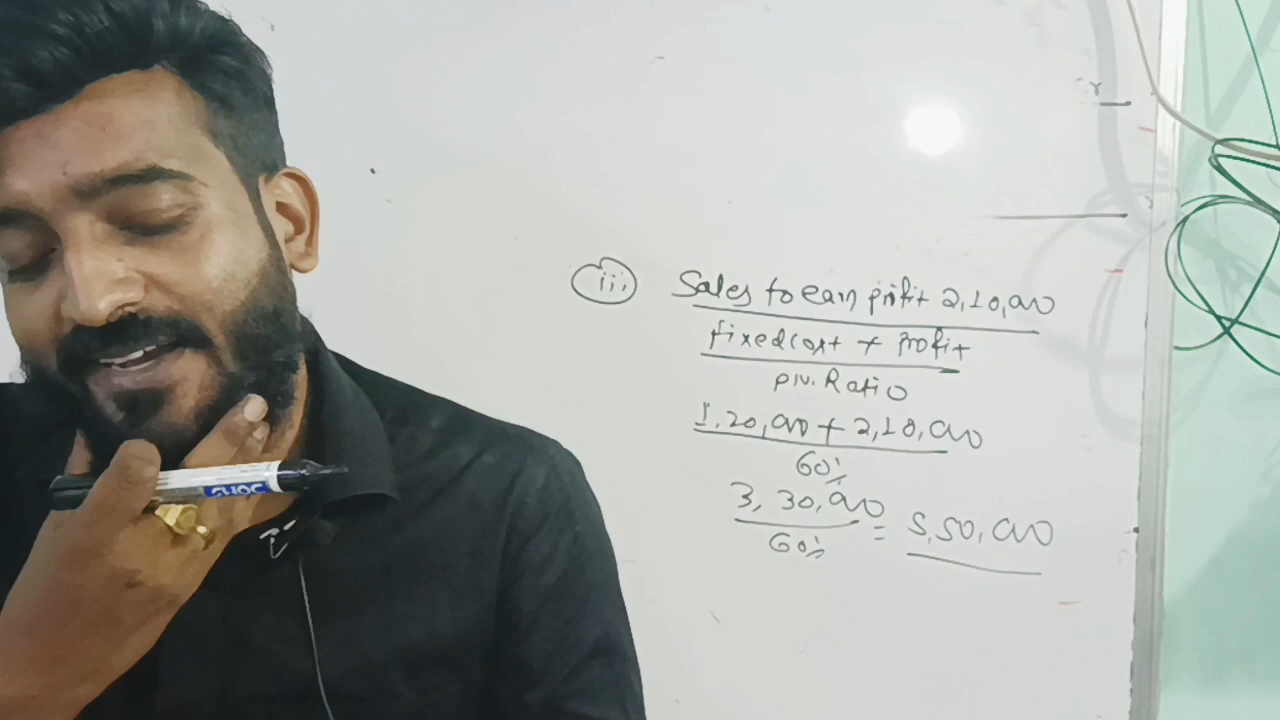 iii,
Sales to earn profit 2,10,000
fixed cost + Profit
P/V. Ratio
1,20,000 + 2,10,000
60%
3,30,000
60%
= 5,50,000